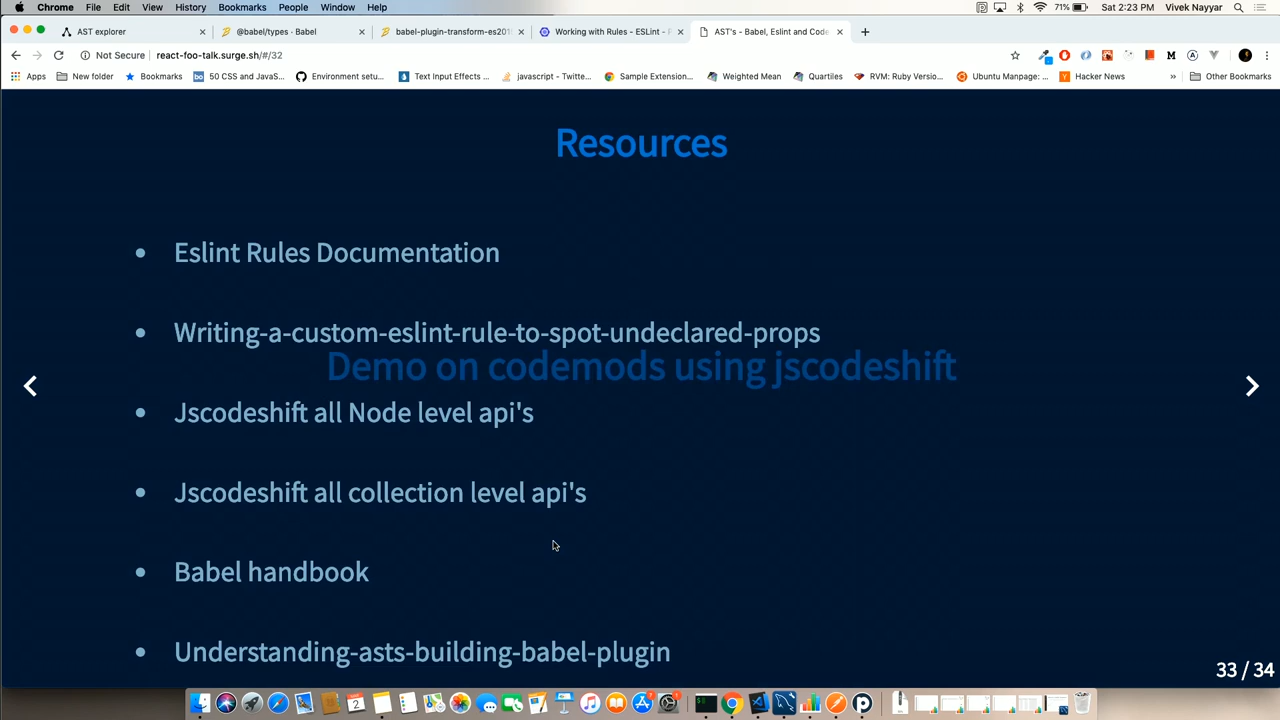 Chrome File Edit View History Bookmarks People Window Help 71% Sat 2:23 PM Vivek Nayyar
AST explorer @babel/types · Babel babel-plugin-transform-es201 Working with Rules - ESLint - P AST's - Babel, Eslint and Code
Not Secure react-foo-talk.surge.sh/#/32
Apps New folder Bookmarks 50 CSS and JavaS... Environment setu... Text Input Effects ... javascript - Twitte... Sample Extension... Weighted Mean Quartiles RVM: Ruby Versio... Ubuntu Manpage: ... Hacker News » Other Bookmarks
Resources
• Eslint Rules Documentation
• Writing-a-custom-eslint-rule-to-spot-undeclared-props
Demo on codemods using jscodeshift
• Jscodeshift all Node level api's
• Jscodeshift all collection level api's
• Babel handbook
• Understanding-asts-building-babel-plugin
33 / 34